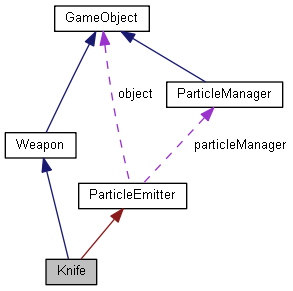 GameObject
object
ParticleManager
Weapon
particleManager
ParticleEmitter
Knife